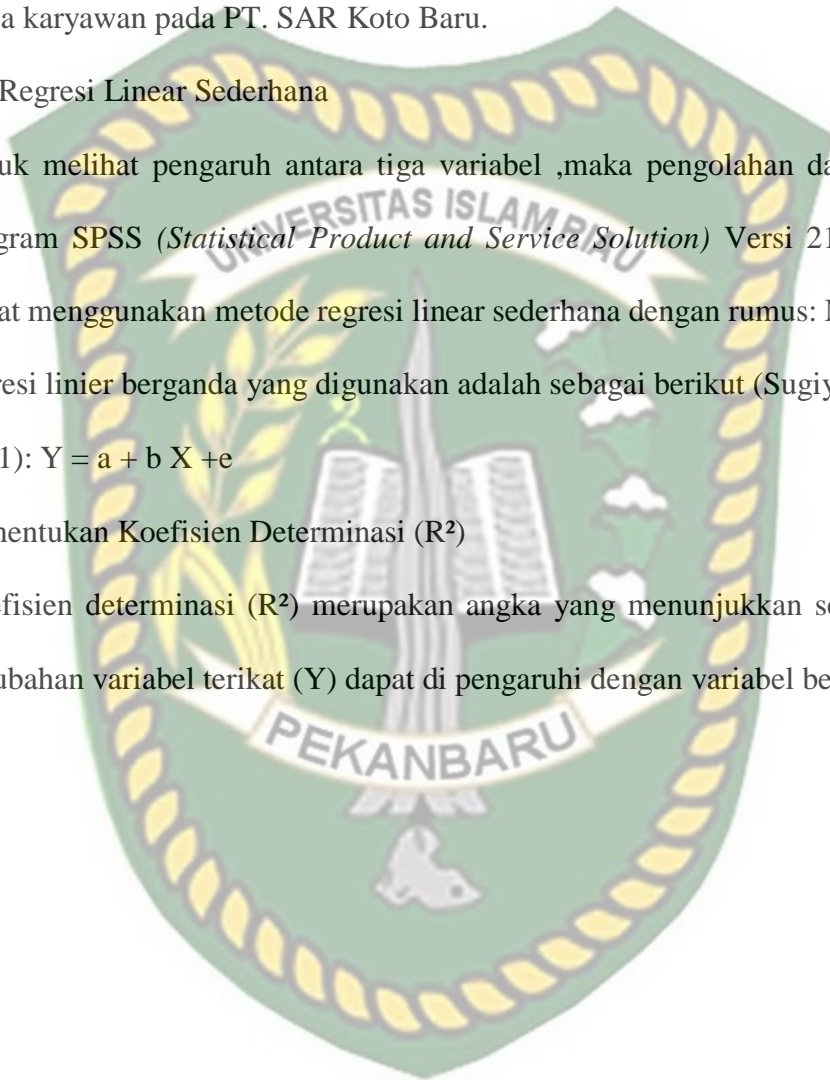 a karyawan pada PT. SAR Koto Baru.
Regresi Linear Sederhana
uk melihat pengaruh antara tiga variabel ,maka pengolahan da
gram SPSS (Statistical Product and Service Solution) Versi 21
UNIVERSITAS ISLAM RIAU
at menggunakan metode regresi linear sederhana dengan rumus:
esi linier berganda yang digunakan adalah sebagai berikut (Sugiy
1): Y = a + b X +e
nentukan Koefisien Determinasi (R²)
efisien determinasi (R²) merupakan angka yang menunjukkan se
ubahan variabel terikat (Y) dapat di pengaruhi dengan variabel be
PEKANBARU